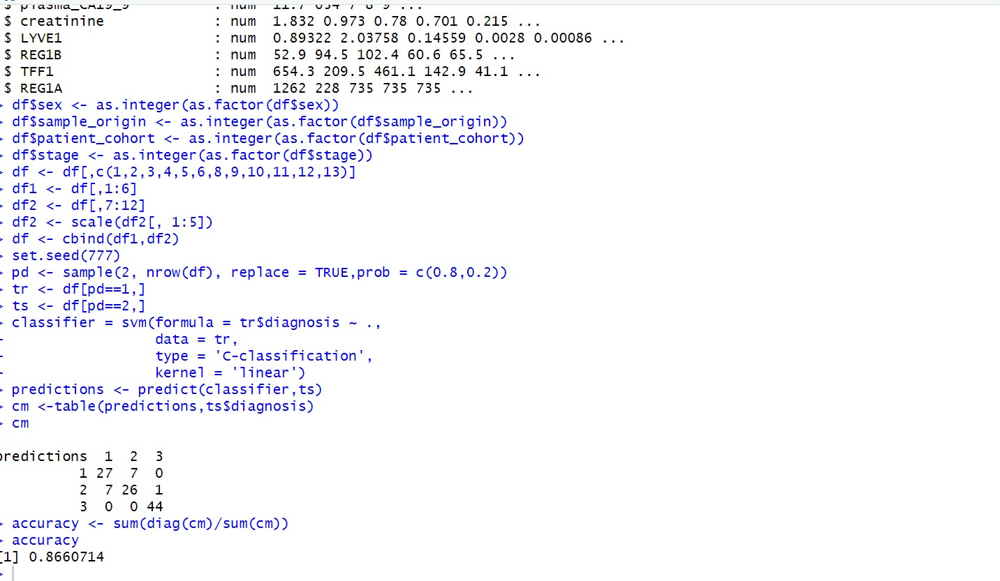 $ plasma_CA19_9 : num 11.7 634 7 8 9 ...
$ creatinine : num 1.832 0.973 0.78 0.701 0.215 ...
$ LYVE1 : num 0.89322 2.03758 0.14559 0.0028 0.00086 ...
$ REG1B : num 52.9 94.5 102.4 60.6 65.5 ...
$ TFF1 : num 654.3 209.5 461.1 142.9 41.1 ...
$ REG1A : num 1262 228 735 735 735 ...
> df$sex <- as.integer(as.factor(df$sex))
> df$sample_origin <- as.integer(as.factor(df$sample_origin))
> df$patient_cohort <- as.integer(as.factor(df$patient_cohort))
> df$stage <- as.integer(as.factor(df$stage))
> df <- df[,c(1,2,3,4,5,6,8,9,10,11,12,13)]
> df1 <- df[,1:6]
> df2 <- df[,7:12]
> df2 <- scale(df2[, 1:5])
> df <- cbind(df1,df2)
> set.seed(777)
> pd <- sample(2, nrow(df), replace = TRUE,prob = c(0.8,0.2))
> tr <- df[pd==1,]
> ts <- df[pd==2,]
> classifier = svm(formula = tr$diagnosis ~ .,
data = tr,
type = 'C-classification',
kernel = 'linear')
> predictions <- predict(classifier,ts)
> cm <-table(predictions,ts$diagnosis)
> cm
predictions 1 2 3
1 27 7 0
2 7 26 1
3 0 0 44
> accuracy <- sum(diag(cm)/sum(cm))
> accuracy
[1] 0.8660714
>